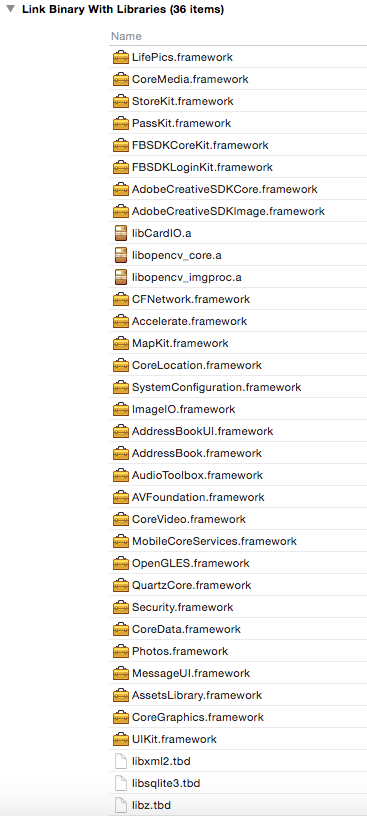 Link Binary With Libraries (36 items)
Name
LifePics.framework
CoreMedia.framework
StoreKit.framework
PassKit.framework
FBSDKCoreKit.framework
FBSDKLoginKit.framework
AdobeCreativeSDKCore.framework
AdobeCreativeSDKImage.framework
libCardIO.a
libopencv_core.a
libopencv_imgproc.a
CFNetwork.framework
Accelerate.framework
MapKit.framework
CoreLocation.framework
SystemConfiguration.framework
ImageIO.framework
AddressBookUI.framework
AddressBook.framework
AudioToolbox.framework
AVFoundation.framework
CoreVideo.framework
MobileCoreServices.framework
OpenGLES.framework
QuartzCore.framework
Security.framework
CoreData.framework
Photos.framework
MessageUI.framework
AssetsLibrary.framework
CoreGraphics.framework
UIKit.framework
libxml2.tbd
libsqlite3.tbd
libz.tbd